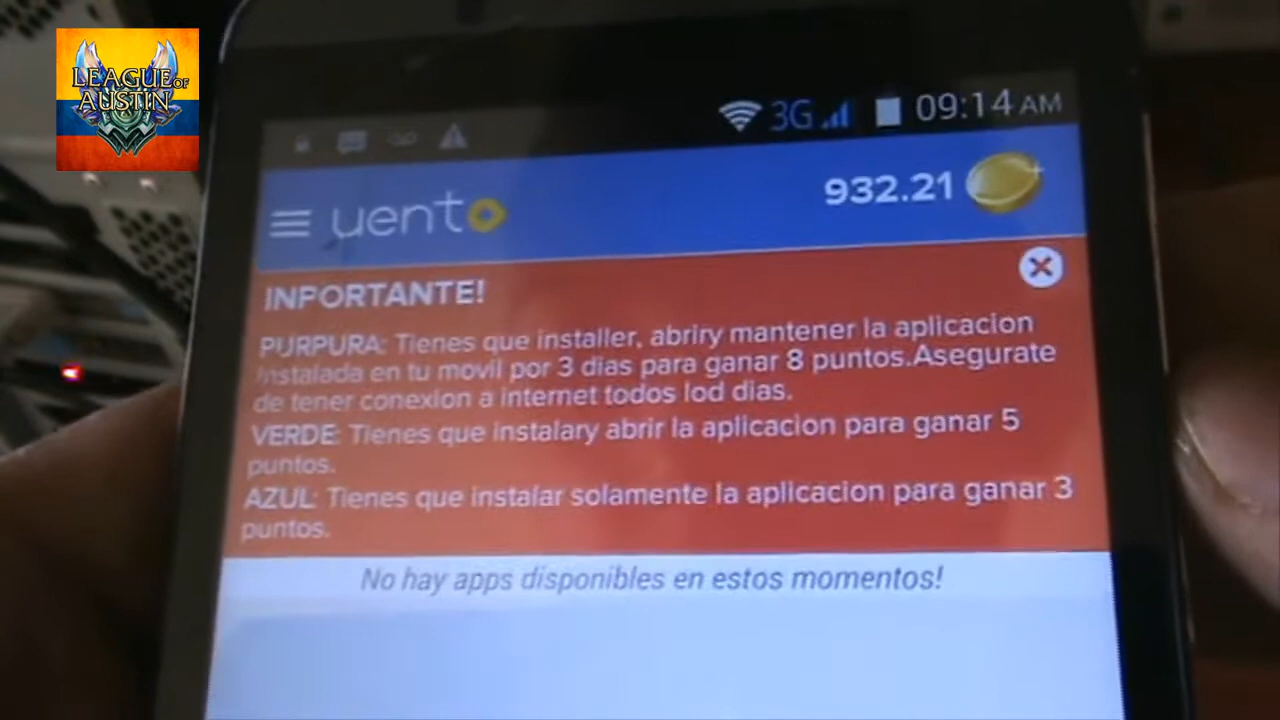 LEAGUE OF
AUSTIN
3G 09:14 AM
uento
932.21
INPORTANTE!
PURPURA: Tienes que installer, abriry mantener la aplicacion
instalada en tu movil por 3 dias para ganar 8 puntos.Asegurate
de tener conexion a internet todos lod dias.
VERDE: Tienes que instalary abrir la aplicacion para ganar 5
puntos.
AZUL: Tienes que instalar solamente la aplicacion para ganar 3
puntos.
No hay apps disponibles en estos momentos!